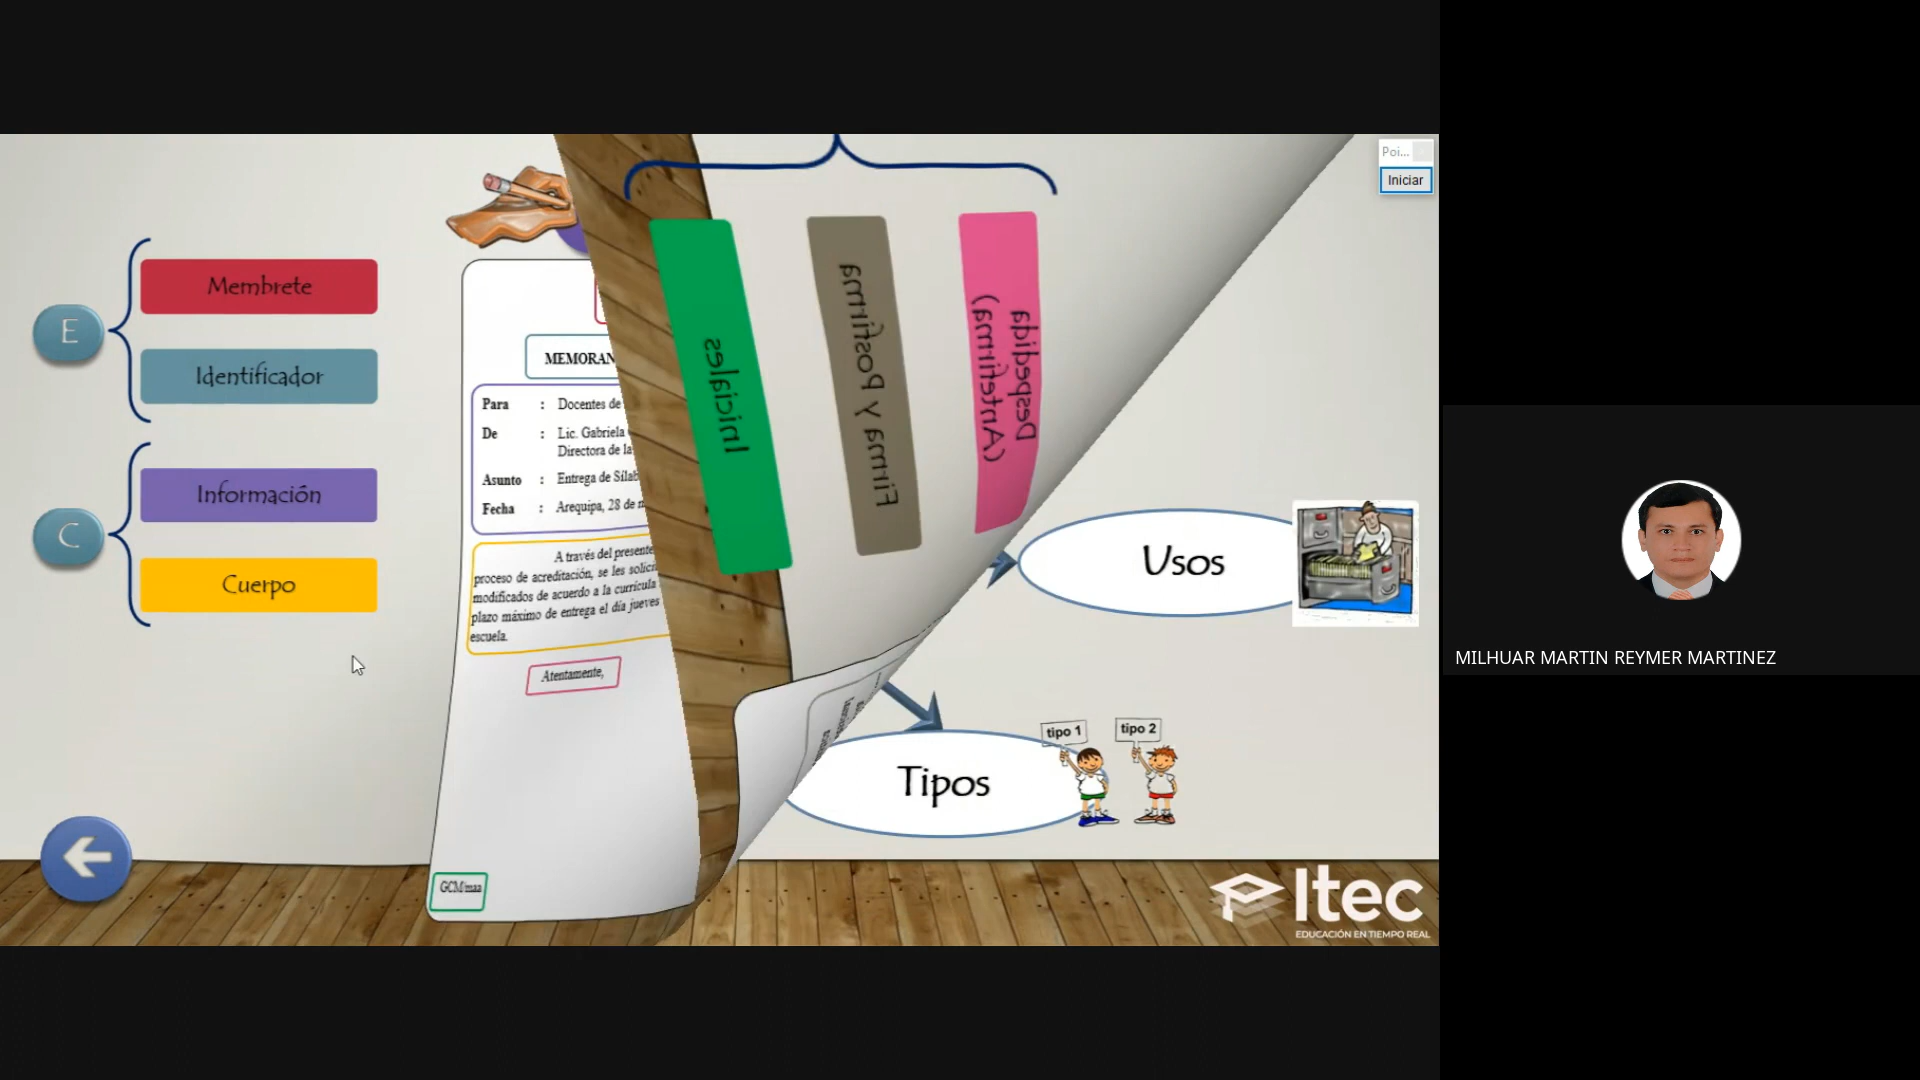 E
Membrete
Identificador
C
Información
Cuerpo
MEMORAN
Para : Docentes de
De : Lic. Gabriela
Directora de la
Asunto : Entrega de Sílab
Fecha : Arequipa, 28 de
A través del presente
proceso de acreditación, se les solici
modificados de acuerdo a la currícula
plazo máximo de entrega el día jueves
escuela.
Atentamente,
GCM/maa
Iniciales
Firma y Posfirma
Despedida
(Antefirma)
Usos
Tipos
tipo 1
tipo 2
Poi...
Iniciar
Itec
EDUCACIÓN EN TIEMPO REAL
MILHUAR MARTIN REYMER MARTINEZ